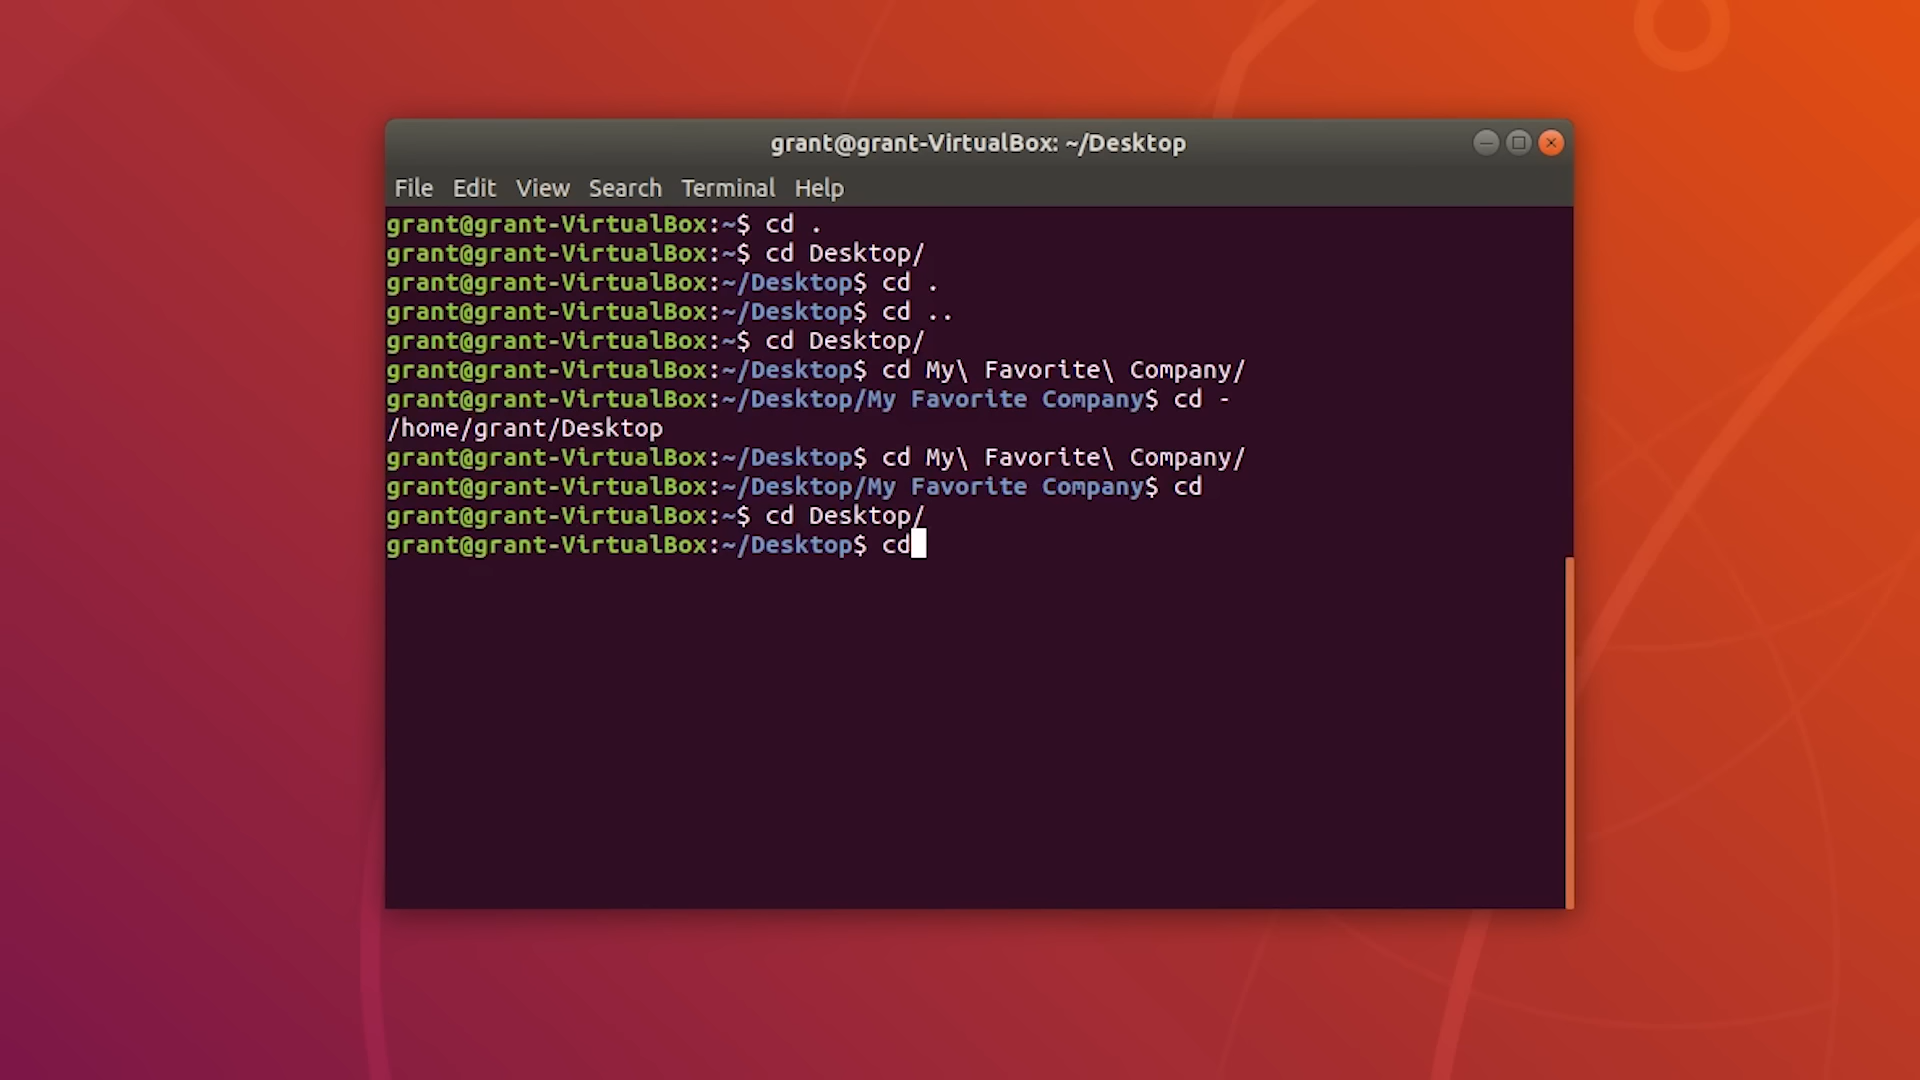 grant@grant-VirtualBox: ~/Desktop
File Edit View Search Terminal Help
grant@grant-VirtualBox:~$ cd .
grant@grant-VirtualBox:~$ cd Desktop/
grant@grant-VirtualBox:~/Desktop$ cd .
grant@grant-VirtualBox:~/Desktop$ cd ..
grant@grant-VirtualBox:~$ cd Desktop/
grant@grant-VirtualBox:~/Desktop$ cd My\ Favorite\ Company/
grant@grant-VirtualBox:~/Desktop/My Favorite Company$ cd -
/home/grant/Desktop
grant@grant-VirtualBox:~/Desktop$ cd My\ Favorite\ Company/
grant@grant-VirtualBox:~/Desktop/My Favorite Company$ cd
grant@grant-VirtualBox:~$ cd Desktop/
grant@grant-VirtualBox:~/Desktop$ cd